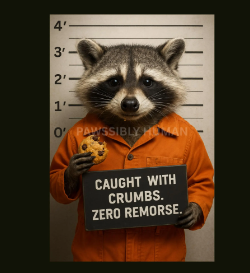 4'
3'
2'
1'
0'
PAWSSIBLY HUMAN
CAUGHT WITH
CRUMBS.
ZERO REMORSE.